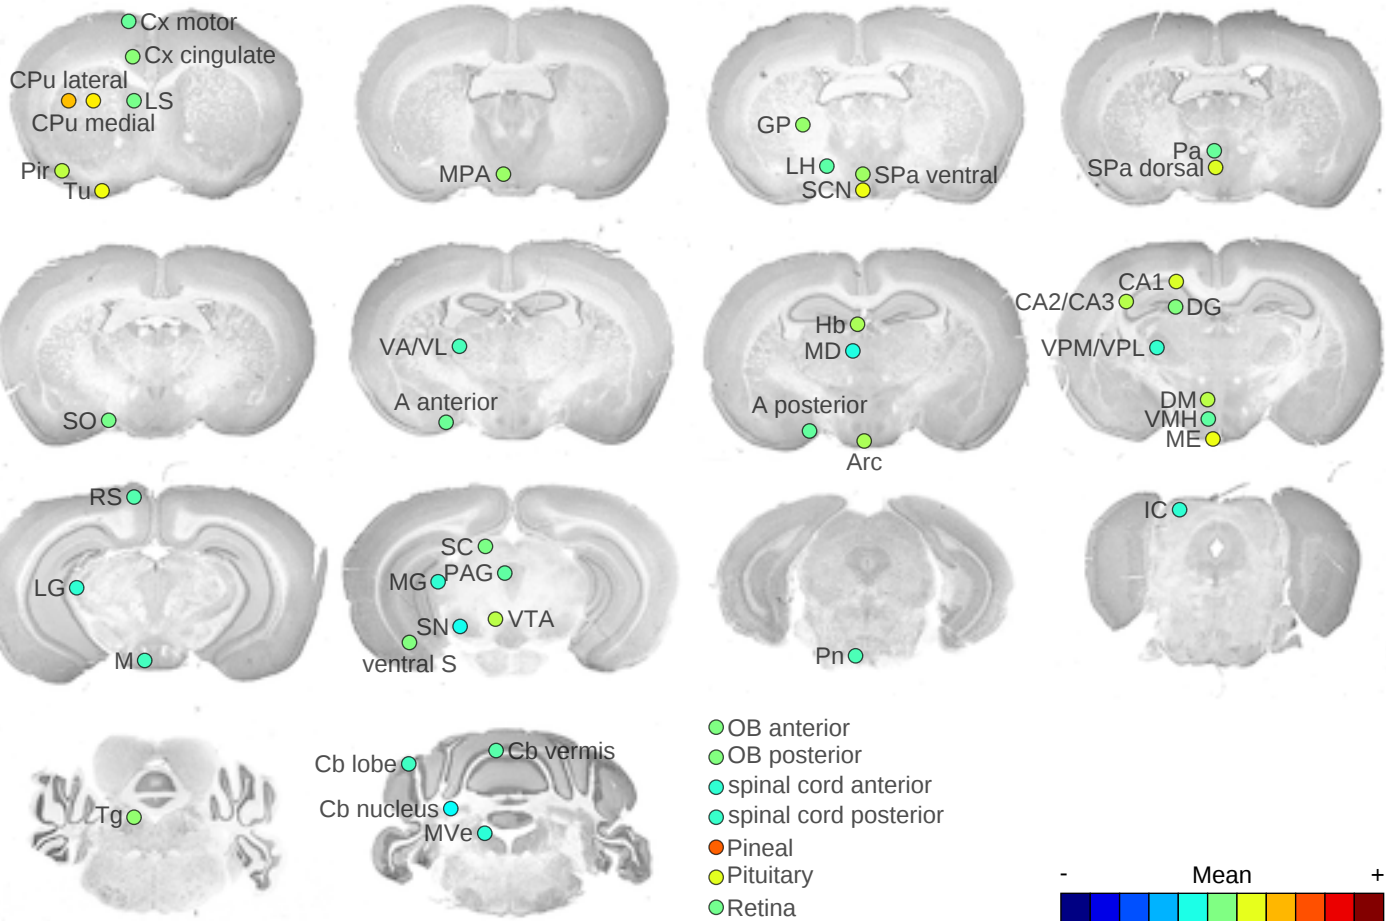 Cx motor
Cx cingulate
CPu lateral
LS
CPu medial
Pir
Tu
MPA
GP
LH
SPa ventral
SCN
Pa
SPa dorsal
SO
VA/VL
A anterior
Hb
MD
A posterior
Arc
CA1
CA2/CA3
DG
VPM/VPL
DM
VMH
ME
RS
LG
M
SC
PAG
MG
SN
VTA
ventral S
Pn
IC
Tg
Cb lobe
Cb vermis
Cb nucleus
MVe
OB anterior
OB posterior
spinal cord anterior
spinal cord posterior
Pineal
Pituitary
Retina
- Mean +